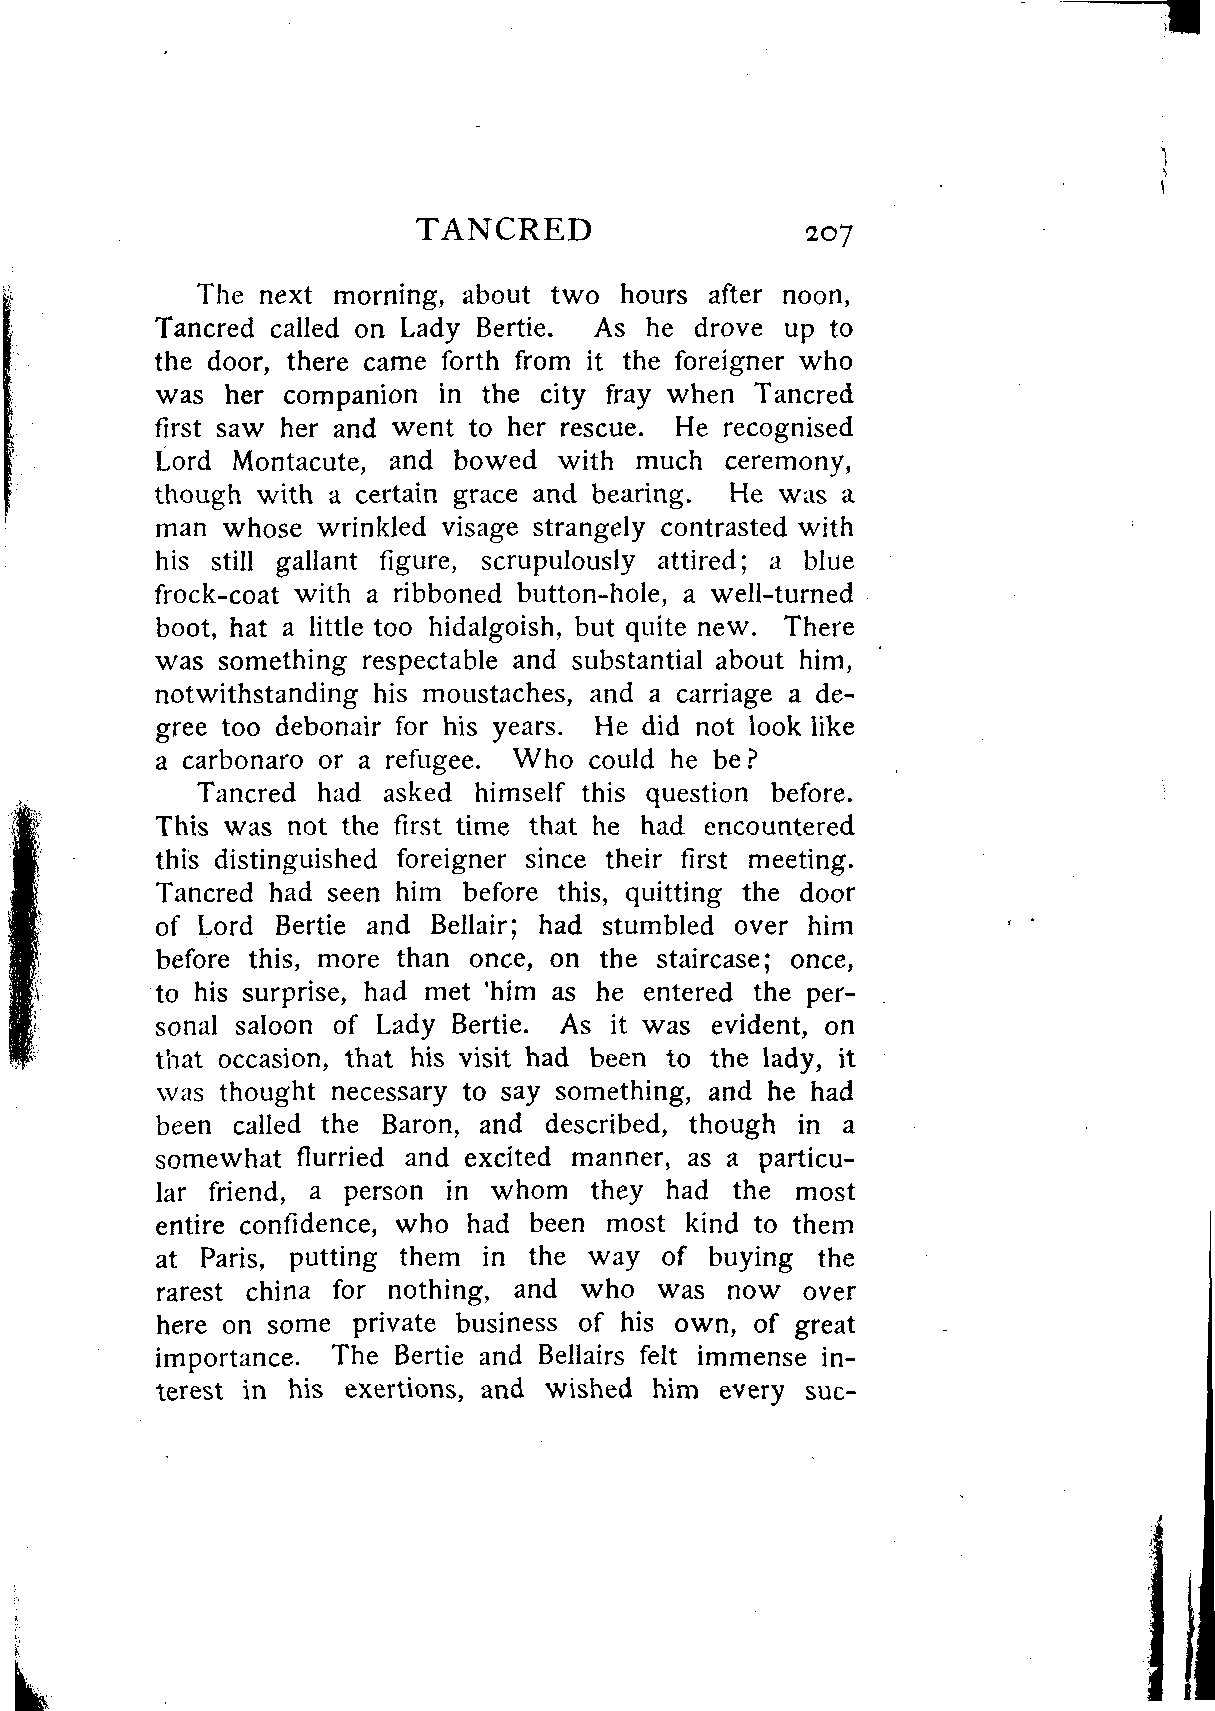 TANCRED 207
The next morning, about two hours after noon,
Tancred called on Lady Bertie. As he drove up to
the door, there came forth from it the foreigner who
was her companion in the city fray when Tancred
first saw her and went to her rescue. He recognised
Lord Montacute, and bowed with much ceremony,
though with a certain grace and bearing. He was a
man whose wrinkled visage strangely contrasted with
his still gallant figure, scrupulously attired; a blue
frock-coat with a ribboned button-hole, a well-turned
boot, hat a little too hidalgoish, but quite new. There
was something respectable and substantial about him,
notwithstanding his moustaches, and a carriage a de-
gree too debonair for his years. He did not look like
a carbonaro or a refugee. Who could he be?
Tancred had asked himself this question before.
This was not the first time that he had encountered
this distinguished foreigner since their first meeting.
Tancred had seen him before this, quitting the door
of Lord Bertie and Bellair; had stumbled over him
before this, more than once, on the staircase; once,
to his surprise, had met 'him as he entered the per-
sonal saloon of Lady Bertie. As it was evident, on
that occasion, that his visit had been to the lady, it
was thought necessary to say something, and he had
been called the Baron, and described, though in a
somewhat flurried and excited manner, as a particu-
lar friend, a person in whom they had the most
entire confidence, who had been most kind to them
at Paris, putting them in the way of buying the
rarest china for nothing, and who was now over
here on some private business of his own, of great
importance. The Bertie and Bellairs felt immense in-
terest in his exertions, and wished him every suc-